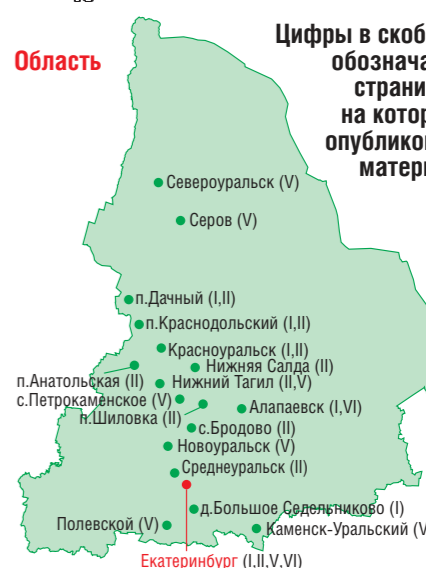 Область
Цифры в скоб
обознача
страни
на котор
опубликов
матери
Североуральск (V)
Серов (V)
п.Дачный (I,II)
п.Краснодольский (I,II)
Красноуральск (I,II)
Нижняя Салда (II)
п.Анатольская (II)
Нижний Тагил (II,V)
с.Петрокаменское (V)
п.Шиловка (II)
Алапаевск (I,VI)
с.Бродово (II)
Новоуральск (V)
Среднеуральск (II)
д.Большое Седельниково (I)
Полевской (V)
Каменск-Уральский (V
Екатеринбург (I,II,V,VI)